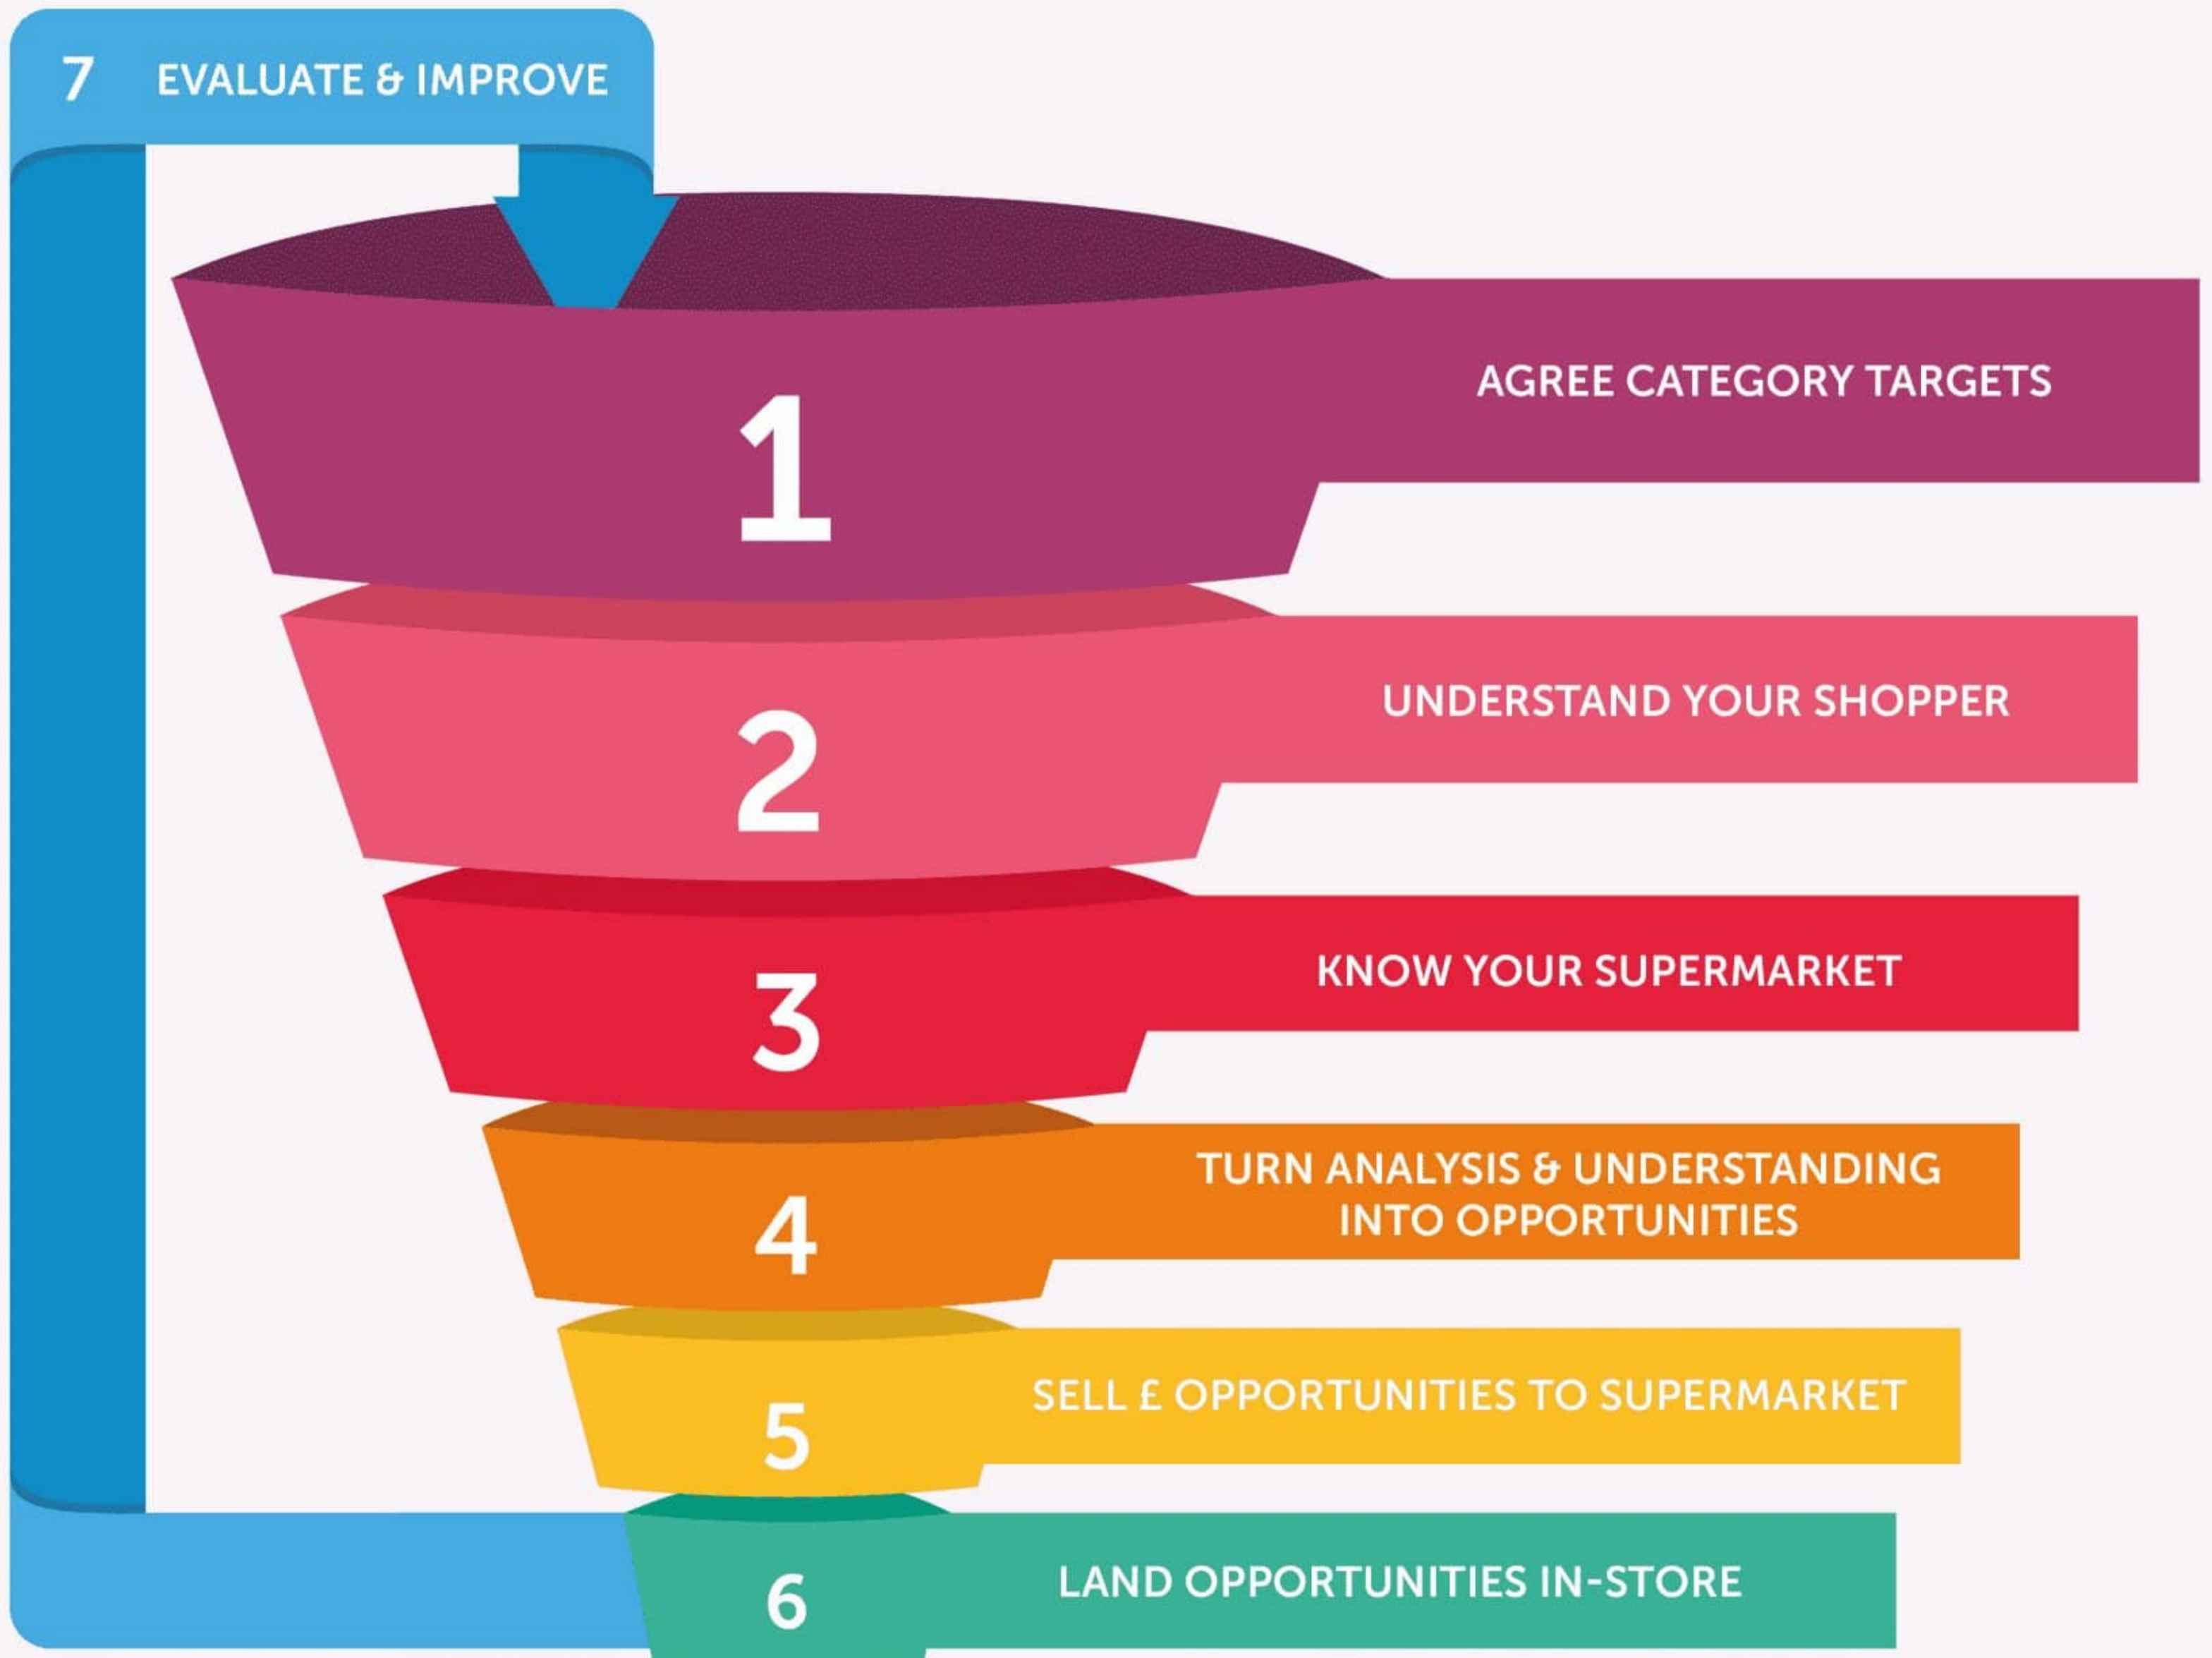 7 EVALUATE & IMPROVE
1 AGREE CATEGORY TARGETS
2 UNDERSTAND YOUR SHOPPER
3 KNOW YOUR SUPERMARKET
4 TURN ANALYSIS & UNDERSTANDING
INTO OPPORTUNITIES
5 SELL £ OPPORTUNITIES TO SUPERMARKET
6 LAND OPPORTUNITIES IN-STORE